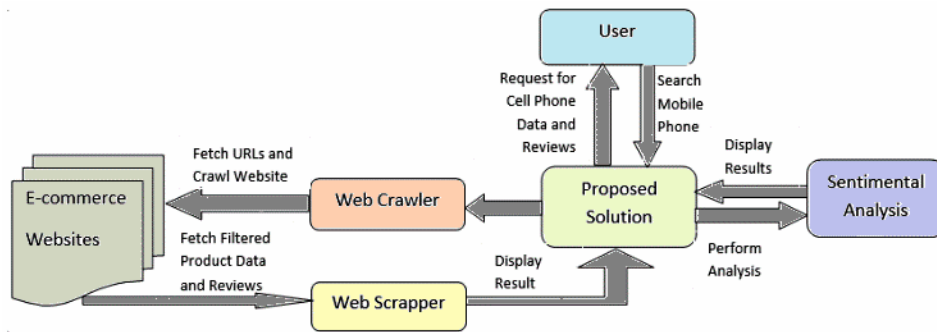 User
Request for
Cell Phone
Data and
Reviews
Search
Mobile
Phone
Fetch URLs and
Crawl Website
Display
Results
E-commerce
Websites
Web Crawler
Proposed
Solution
Sentimental
Analysis
Fetch Filtered
Product Data
and Reviews
Display
Result
Perform
Analysis
Web Scrapper